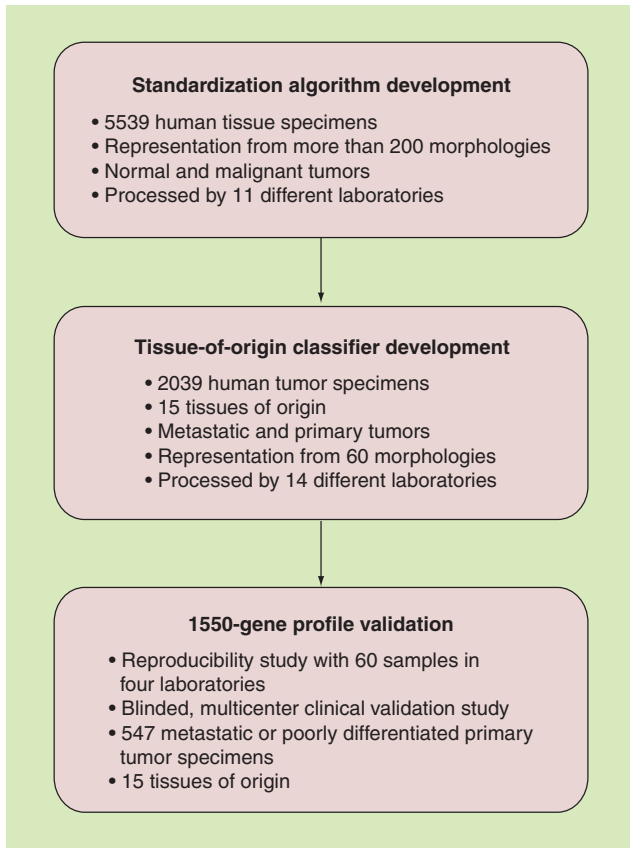 Standardization algorithm development
• 5539 human tissue specimens
• Representation from more than 200 morphologies
• Normal and malignant tumors
• Processed by 11 different laboratories
Tissue-of-origin classifier development
• 2039 human tumor specimens
• 15 tissues of origin
• Metastatic and primary tumors
• Representation from 60 morphologies
• Processed by 14 different laboratories
1550-gene profile validation
• Reproducibility study with 60 samples in
four laboratories
• Blinded, multicenter clinical validation study
• 547 metastatic or poorly differentiated primary
tumor specimens
• 15 tissues of origin